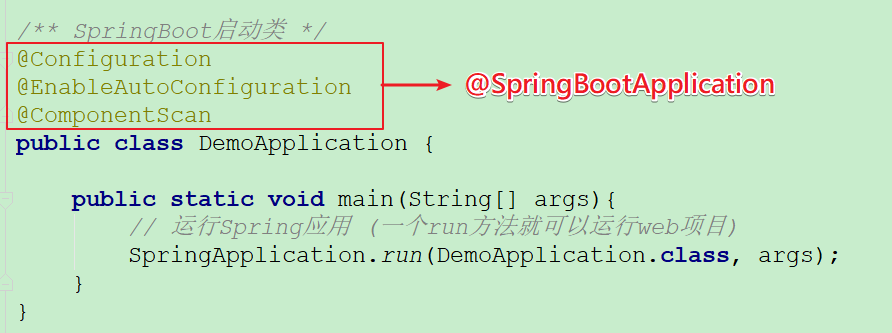 /** SpringBoot启动类 */
@Configuration
@EnableAutoConfiguration
@SpringBootApplication
@ComponentScan
public class DemoApplication {
public static void main(String[] args){
// 运行Spring应用 (一个run方法就可以运行web项目)
SpringApplication.run(DemoApplication.class, args);
}
}